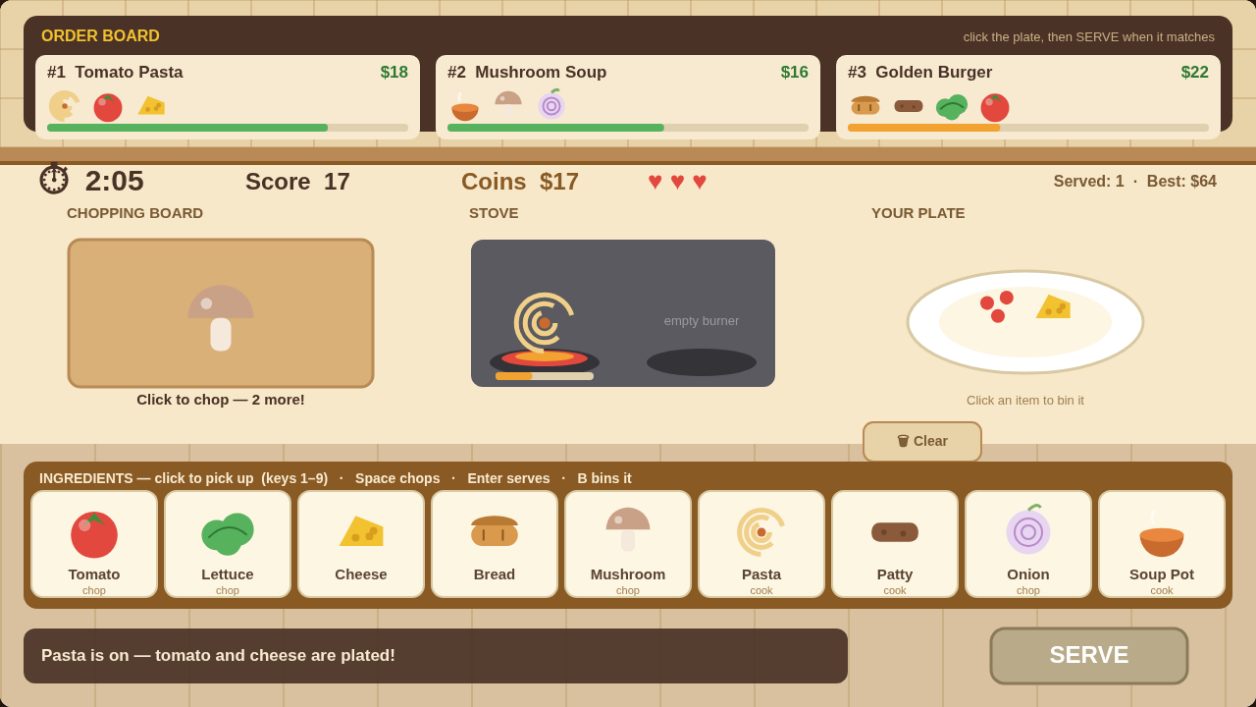 ORDER BOARD
click the plate, then SERVE when it matches
#1 Tomato Pasta $18
#2 Mushroom Soup $16
#3 Golden Burger $22
2:05
Score 17
Coins $17
Served: 1 · Best: $64
CHOPPING BOARD
STOVE
YOUR PLATE
empty burner
Click to chop — 2 more!
Click an item to bin it
Clear
INGREDIENTS — click to pick up (keys 1–9) · Space chops · Enter serves · B bins it
Tomato
chop
Lettuce
chop
Cheese
Bread
Mushroom
chop
Pasta
cook
Patty
cook
Onion
chop
Soup Pot
cook
Pasta is on — tomato and cheese are plated!
SERVE